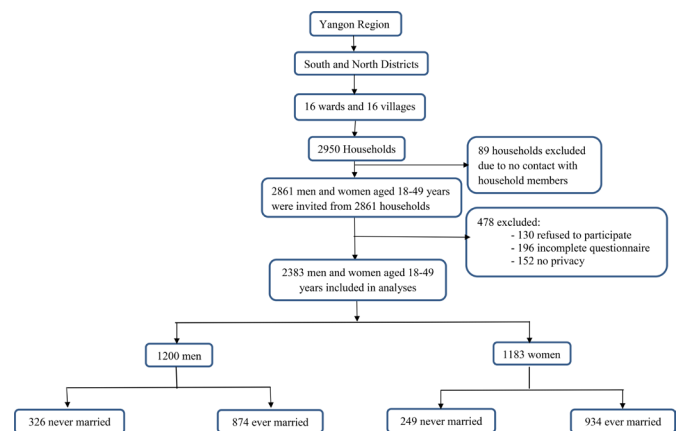 Yangon Region
South and North Districts
16 wards and 16 villages
2950 Households
89 households excluded
due to no contact with
household members
2861 men and women aged 18-49 years
were invited from 2861 households
478 excluded:
- 130 refused to participate
- 196 incomplete questionnaire
- 152 no privacy
2383 men and women aged 18-49
years included in analyses
1200 men
1183 women
326 never married
874 ever married
249 never married
934 ever married